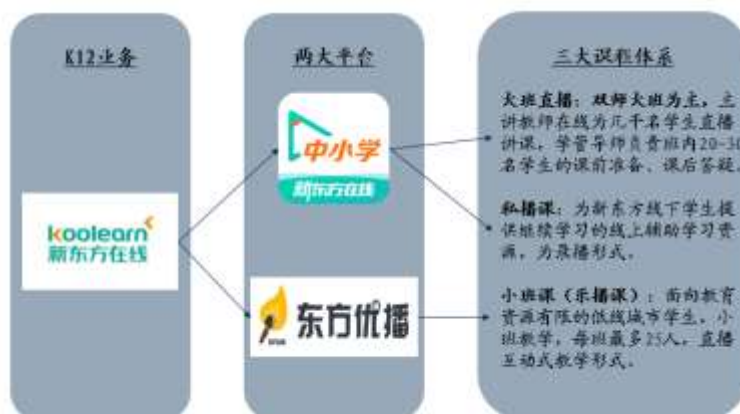 K12业务
koolearn
新东方在线
两大平台
中小学
新东方在线
东方优播
三大课程体系
大班直播：双师大班为主，主
讲教师在线为几千名学生直播
讲课，学管导师负责班内20-30
名学生的课前准备、课后答疑。
私播课：为新东方线下学生提
供继续学习的线上辅助学习资
源，为录播形式。
小班课（乐播课）：面向教育
资源有限的低线城市学生，小
班教学，每班最多25人，直播
互动式教学形式。